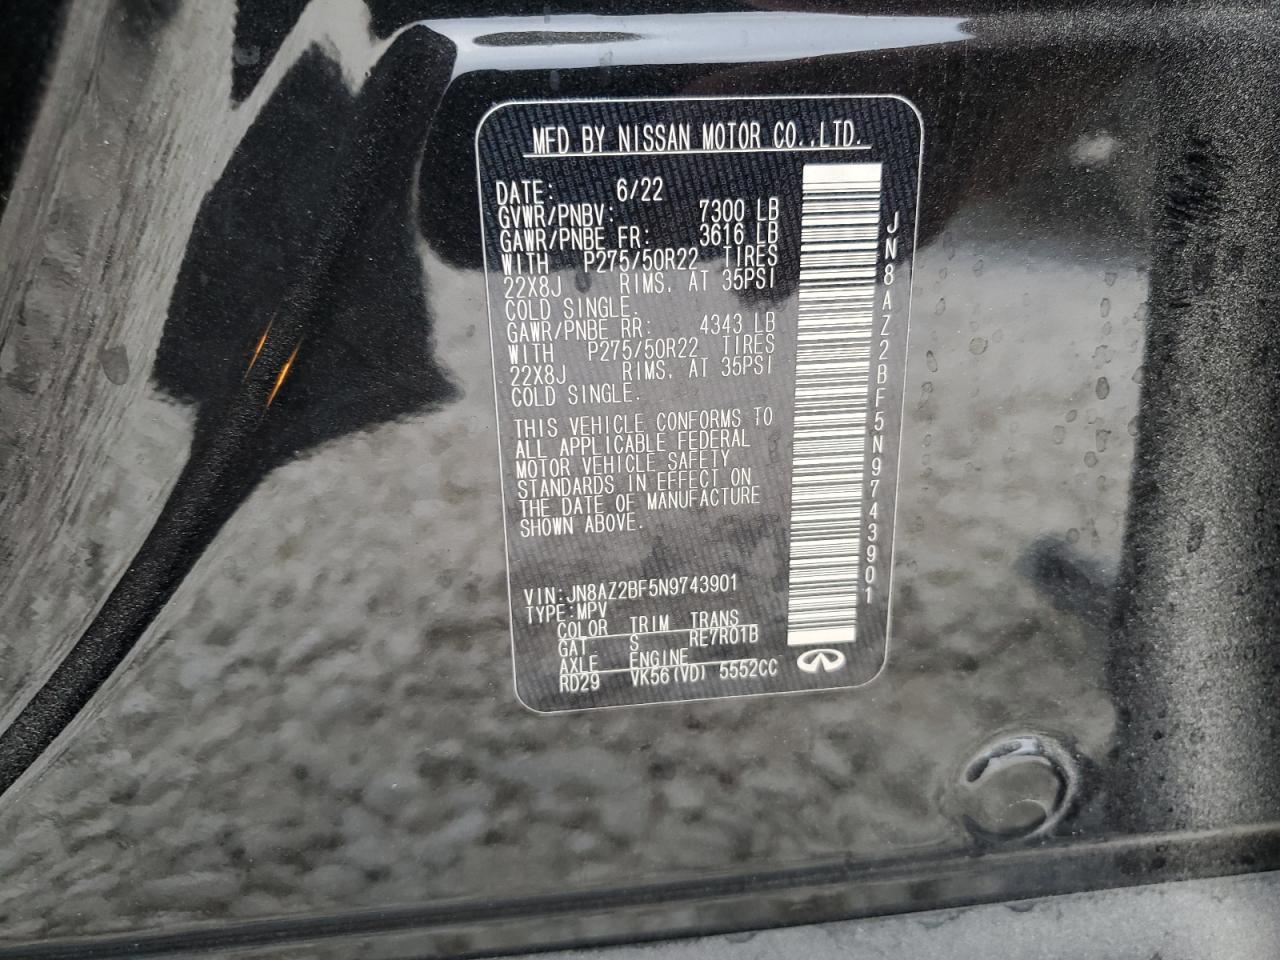 MFD BY NISSAN MOTOR CO.,LTD.
DATE: 6/22
GVWR/PNBV: 7300 LB
GAWR/PNBE FR: 3616 LB
WITH P275/50R22 TIRES
22X8J RIMS. AT 35PSI
COLD SINGLE.
GAWR/PNBE RR: 4343 LB
WITH P275/50R22 TIRES
22X8J RIMS. AT 35PSI
COLD SINGLE.
THIS VEHICLE CONFORMS TO
ALL APPLICABLE FEDERAL
MOTOR VEHICLE SAFETY
STANDARDS IN EFFECT ON
THE DATE OF MANUFACTURE
SHOWN ABOVE.
VIN:JN8AZ2BF5N9743901
TYPE:MPV
COLOR TRIM TRANS
GAT S RE7R01B
AXLE ENGINE
RD29 VK56(VD) 5552CC
JN8AZ2BF5N9743901